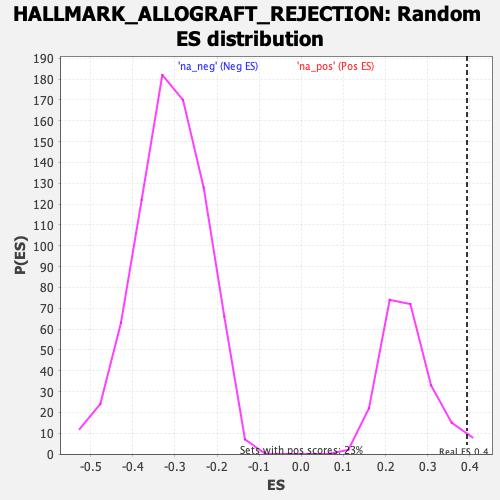 HALLMARK_ALLOGRAFT_REJECTION: Random
ES distribution
'na_neg' (Neg ES) 'na_pos' (Pos ES)
190
180
170
160
150
140
130
120
110
100
90
80
70
60
50
40
30
20
10
0
P(ES)
Sets with pos scores: 23%
Real ES 0.4
-0.5 -0.4 -0.3 -0.2 -0.1 0.0 0.1 0.2 0.3 0.4
ES